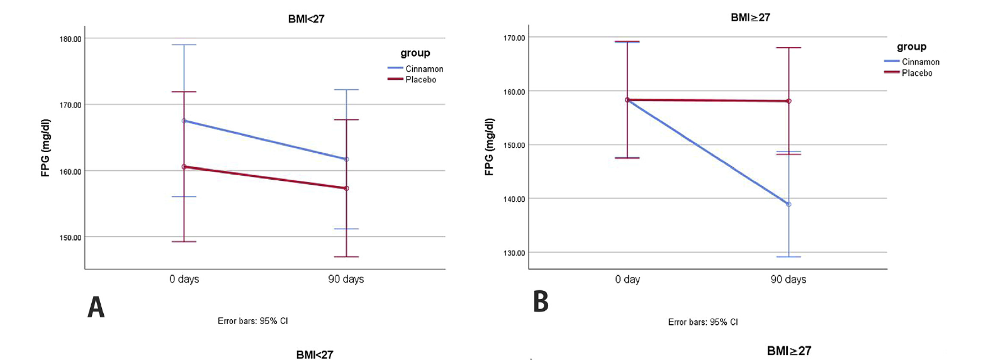 BMI<27
180.00
170.00
160.00
150.00
FPG (mg/dl)
group
Cinnamon
Placebo
0 days
90 days
A
Error bars: 95% CI
BMI≥27
170.00
160.00
150.00
140.00
130.00
FPG (mg/dl)
group
Cinnamon
Placebo
0 day
90 days
B
Error bars: 95% CI
BMI<27
BMI≥27